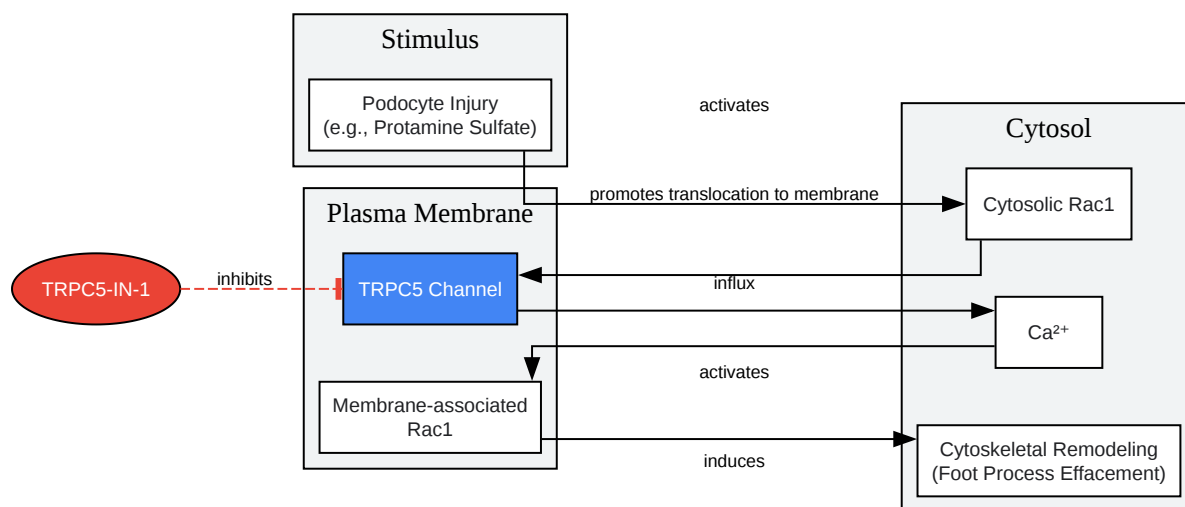 Stimulus
Podocyte Injury
(e.g., Protamine Sulfate)
activates
Cytosol
promotes translocation to membrane
Cytosolic Rac1
Plasma Membrane
TRPC5-IN-1
inhibits
TRPC5 Channel
influx
Ca²⁺
activates
Membrane-associated
Rac1
induces
Cytoskeletal Remodeling
(Foot Process Effacement)